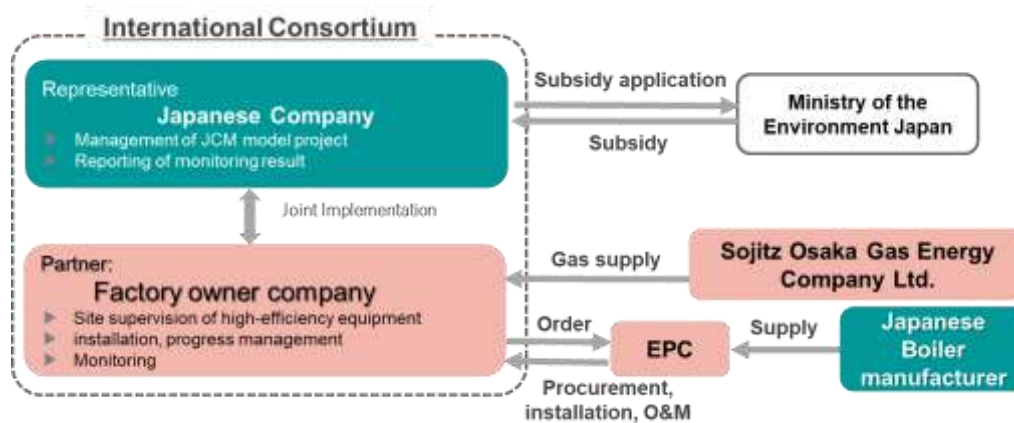 International Consortium
Representative
Japanese Company
Management of JCM model project
Reporting of monitoring result
Subsidy application
Subsidy
Ministry of the
Environment Japan
Joint Implementation
Partner:
Factory owner company
Site supervision of high-efficiency equipment
installation, progress management
Monitoring
Gas supply
Sojitz Osaka Gas Energy
Company Ltd.
Order
Procurement,
installation, O&M
EPC
Supply
Japanese
Boiler
manufacturer